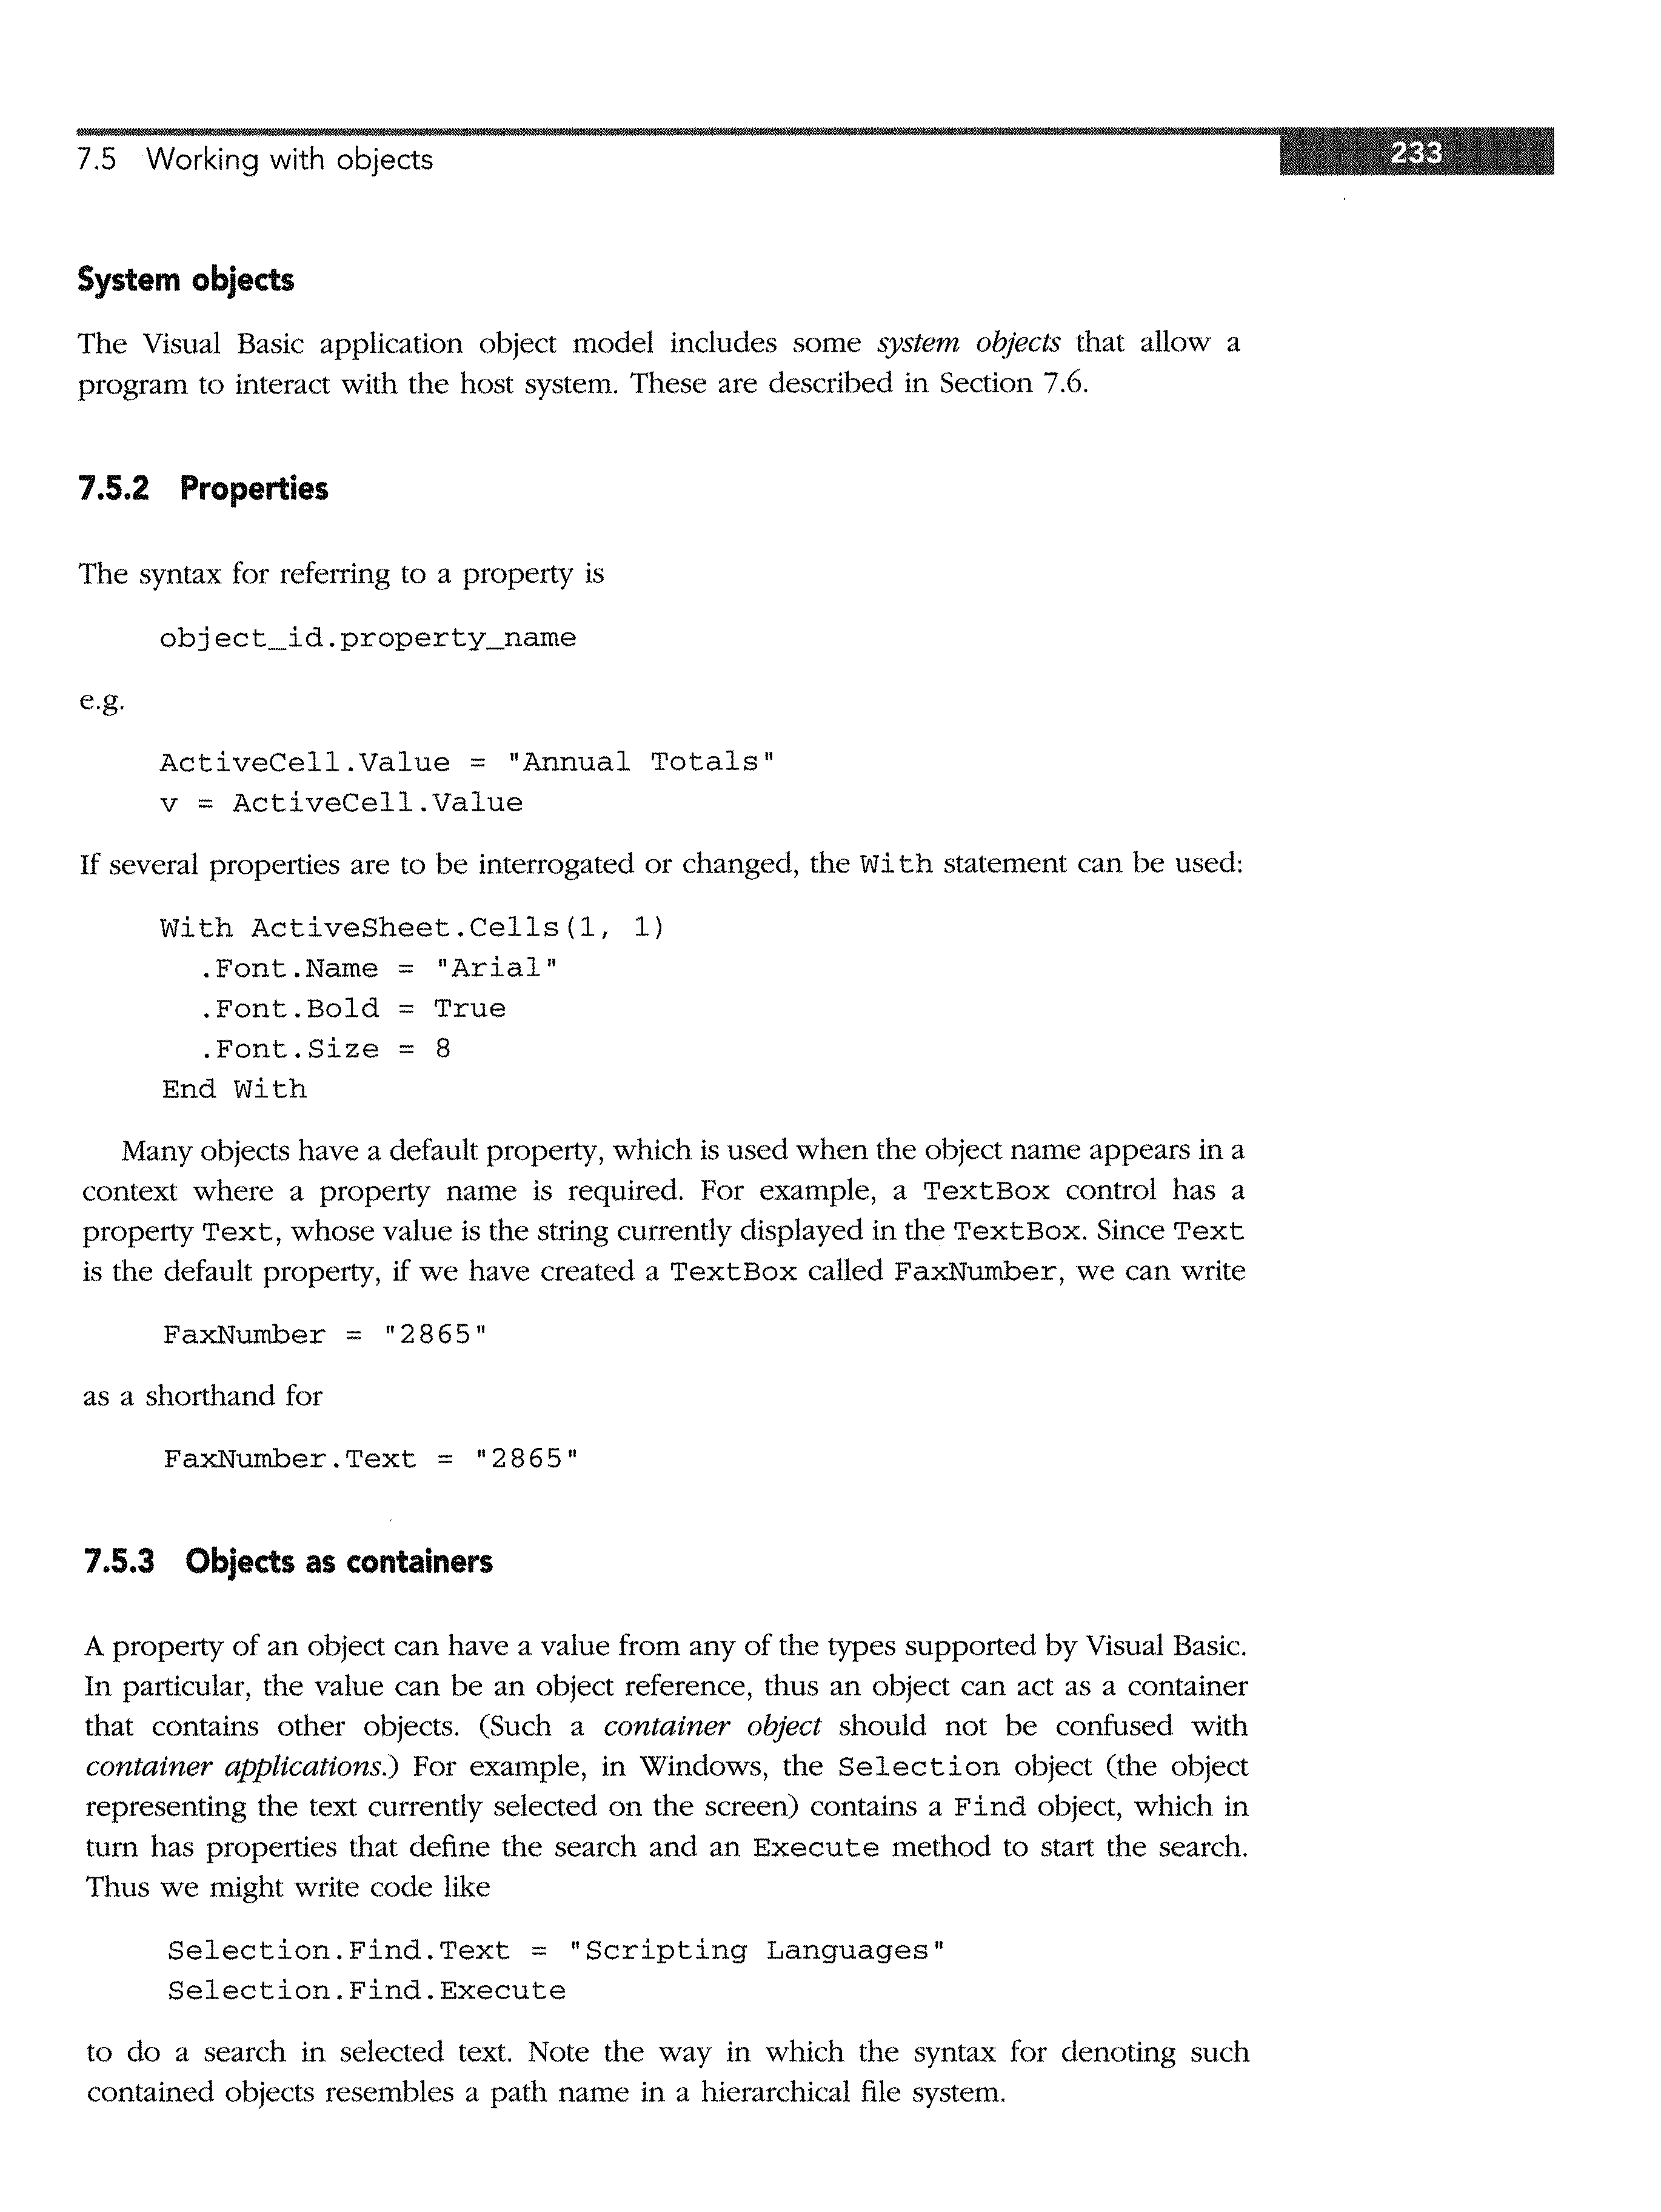 7.5 Working with objects
233
System objects
The Visual Basic application object model includes some system objects that allow a
program to interact with the host system. These are described in Section 7.6.
7.5.2 Properties
The syntax for referring to a property is
object_id.property_name
e.g.
ActiveCell.Value = "Annual Totals"
v = ActiveCell.Value
If several properties are to be interrogated or changed, the With statement can be used:
With ActiveSheet.Cells(1, 1)
.Font.Name = "Arial"
.Font.Bold = True
.Font.Size = 8
End With
Many objects have a default property, which is used when the object name appears in a
context where a property name is required. For example, a TextBox control has a
property Text, whose value is the string currently displayed in the TextBox. Since Text
is the default property, if we have created a TextBox called FaxNumber, we can write
FaxNumber = "2865"
as a shorthand for
FaxNumber.Text = "2865"
7.5.3 Objects as containers
A property of an object can have a value from any of the types supported by Visual Basic.
In particular, the value can be an object reference, thus an object can act as a container
that contains other objects. (Such a container object should not be confused with
container applications.) For example, in Windows, the Selection object (the object
representing the text currently selected on the screen) contains a Find object, which in
turn has properties that define the search and an Execute method to start the search.
Thus we might write code like
Selection.Find.Text = "Scripting Languages"
Selection.Find.Execute
to do a search in selected text. Note the way in which the syntax for denoting such
contained objects resembles a path name in a hierarchical file system.